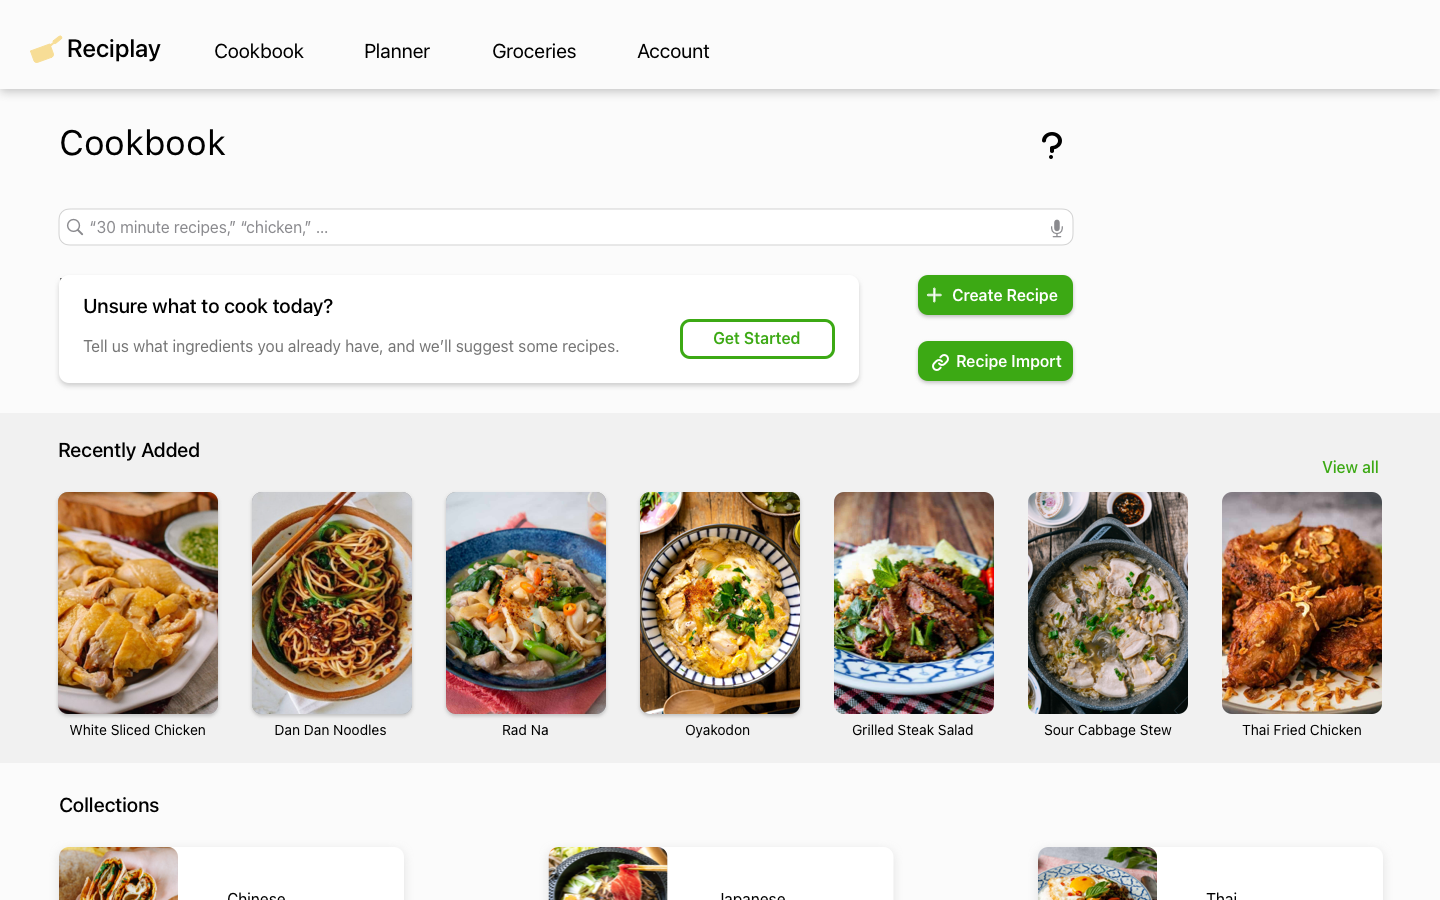 Reciplay
Cookbook
Planner
Groceries
Account
Cookbook
?
“30 minute recipes,” “chicken,” ...
Unsure what to cook today?
Tell us what ingredients you already have, and we’ll suggest some recipes.
Get Started
Create Recipe
Recipe Import
Recently Added
View all
White Sliced Chicken
Dan Dan Noodles
Rad Na
Oyakodon
Grilled Steak Salad
Sour Cabbage Stew
Thai Fried Chicken
Collections
Chinese
Japanese
Thai